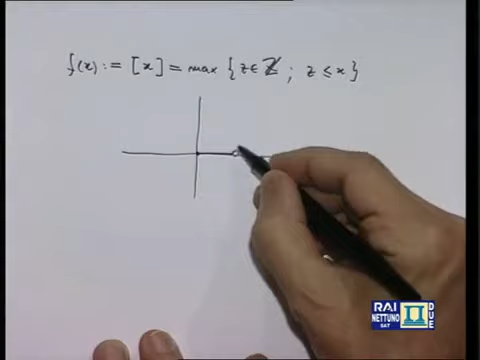 f(x) := [x] = max { z ∈ ℤ ; z ≤ x }
RAI
NETTUNO
SAT
DUE